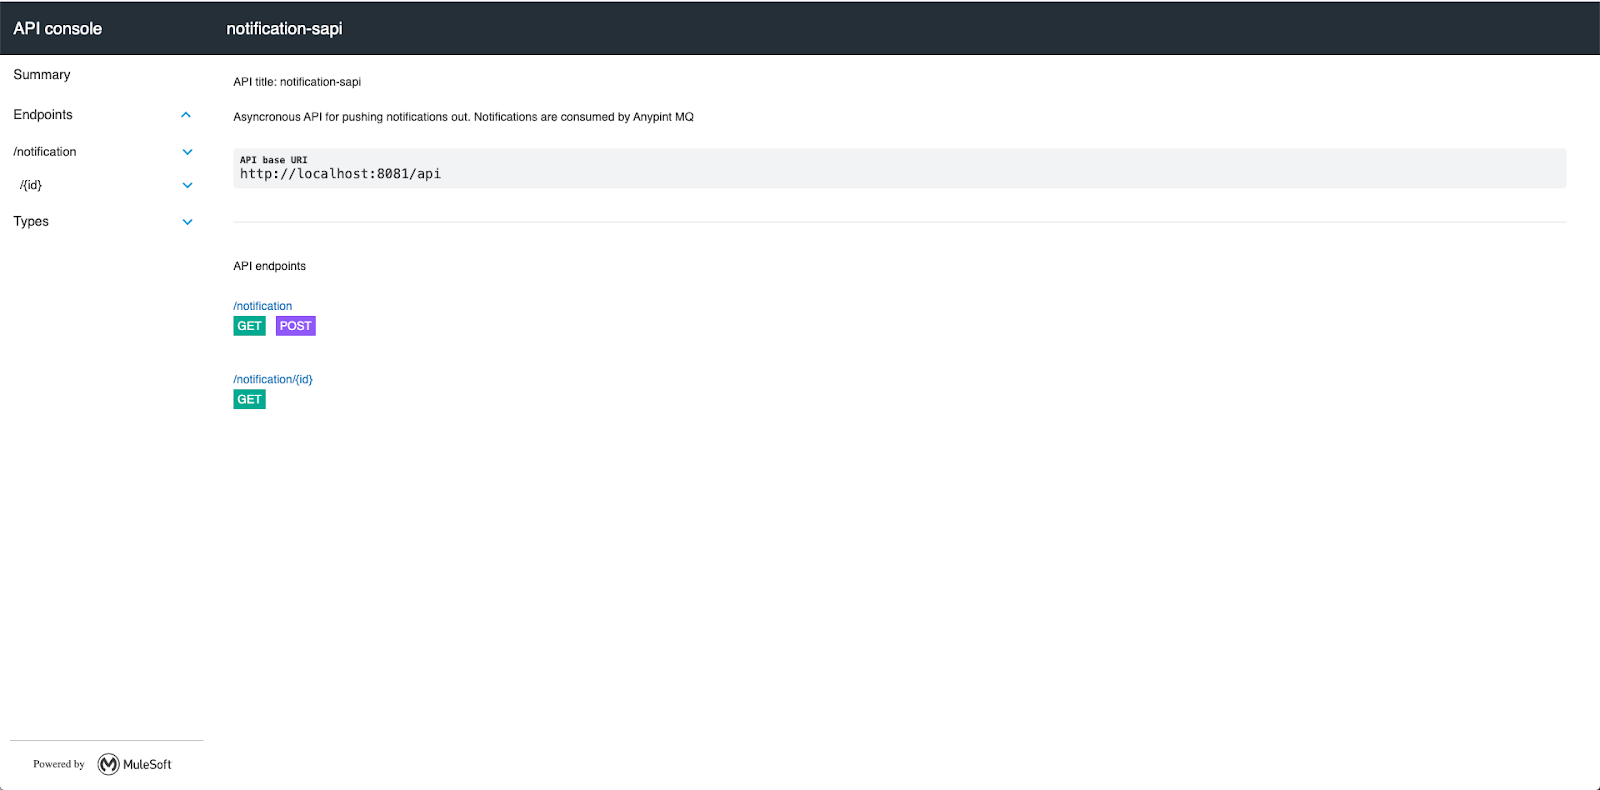 API console
notification-sapi
Summary
Endpoints
/notification
/{id}
Types
API title: notification-sapi
Asyncronous API for pushing notifications out. Notifications are consumed by Anypint MQ
API base URI
http://localhost:8081/api
API endpoints
/notification
GET POST
/notification/{id}
GET
Powered by MuleSoft